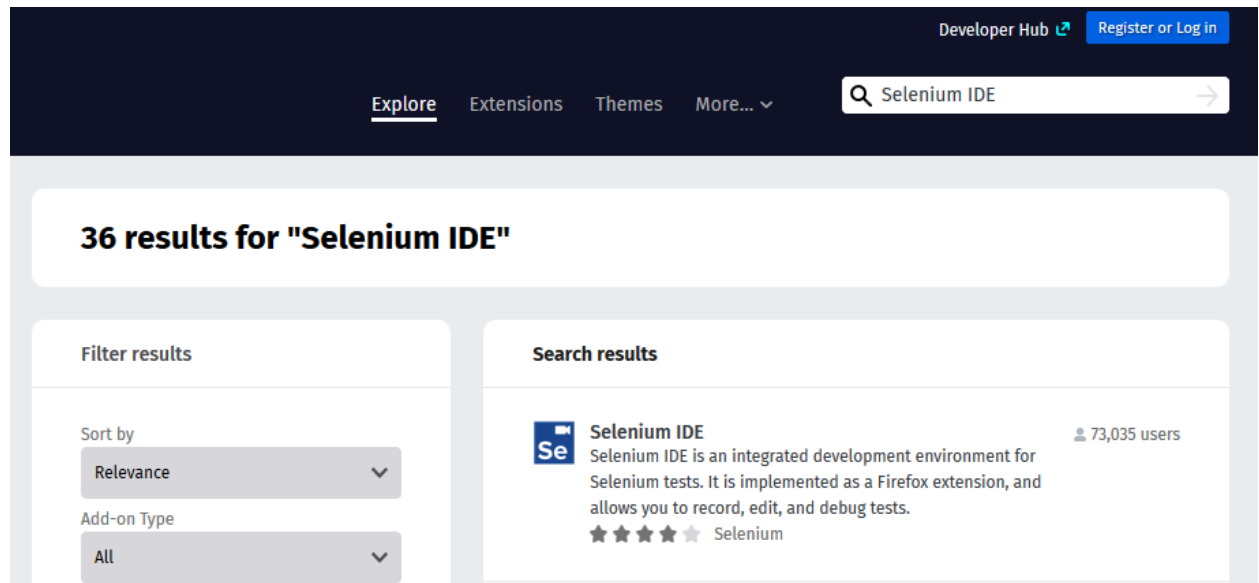 Developer Hub
Register or Log in
Explore Extensions Themes More...
Selenium IDE
36 results for "Selenium IDE"
Filter results
Sort by
Relevance
Add-on Type
All
Search results
Se
Selenium IDE
73,035 users
Selenium IDE is an integrated development environment for
Selenium tests. It is implemented as a Firefox extension, and
allows you to record, edit, and debug tests.
Selenium